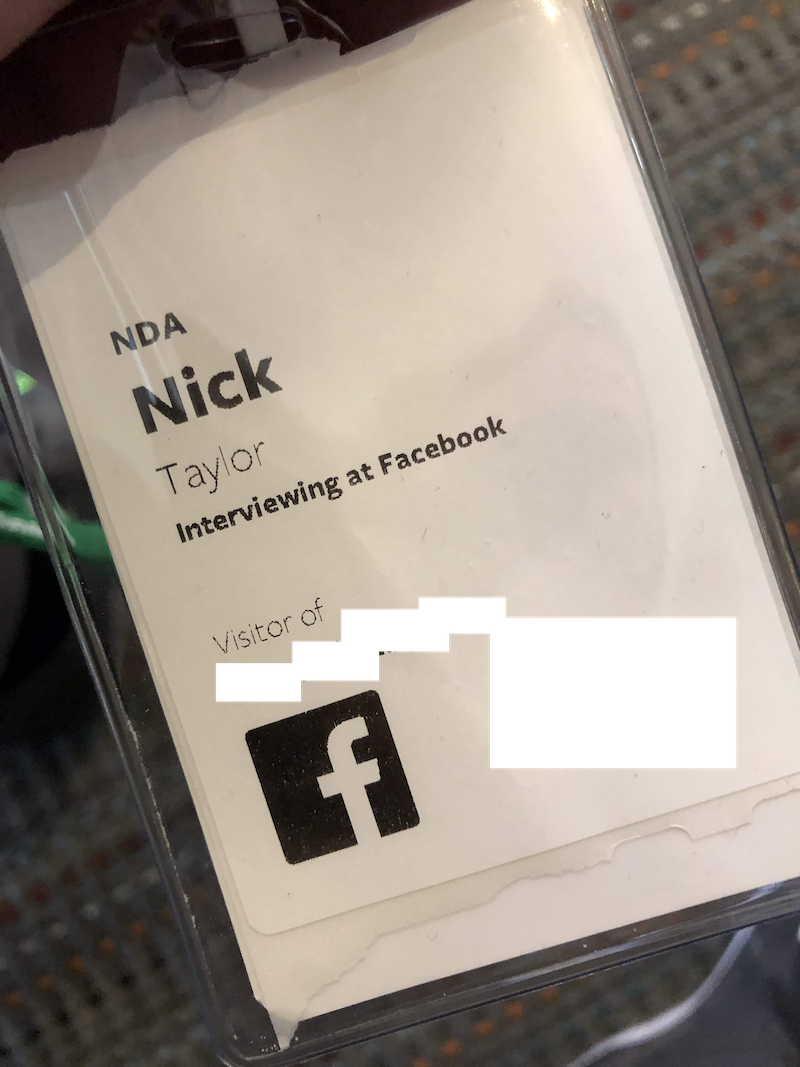 NDA
Nick
Taylor
Interviewing at Facebook
Visitor of
f